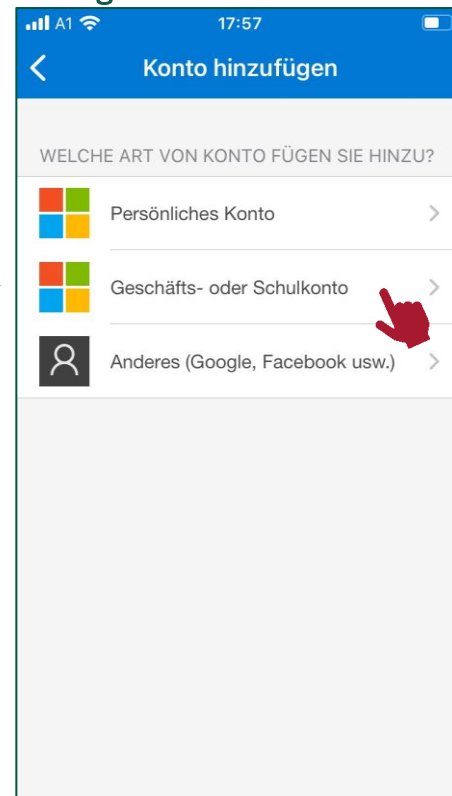 A1 17:57
Konto hinzufügen
WELCHE ART VON KONTO FÜGEN SIE HINZU?
Persönliches Konto
Geschäfts- oder Schulkonto
Anderes (Google, Facebook usw.)